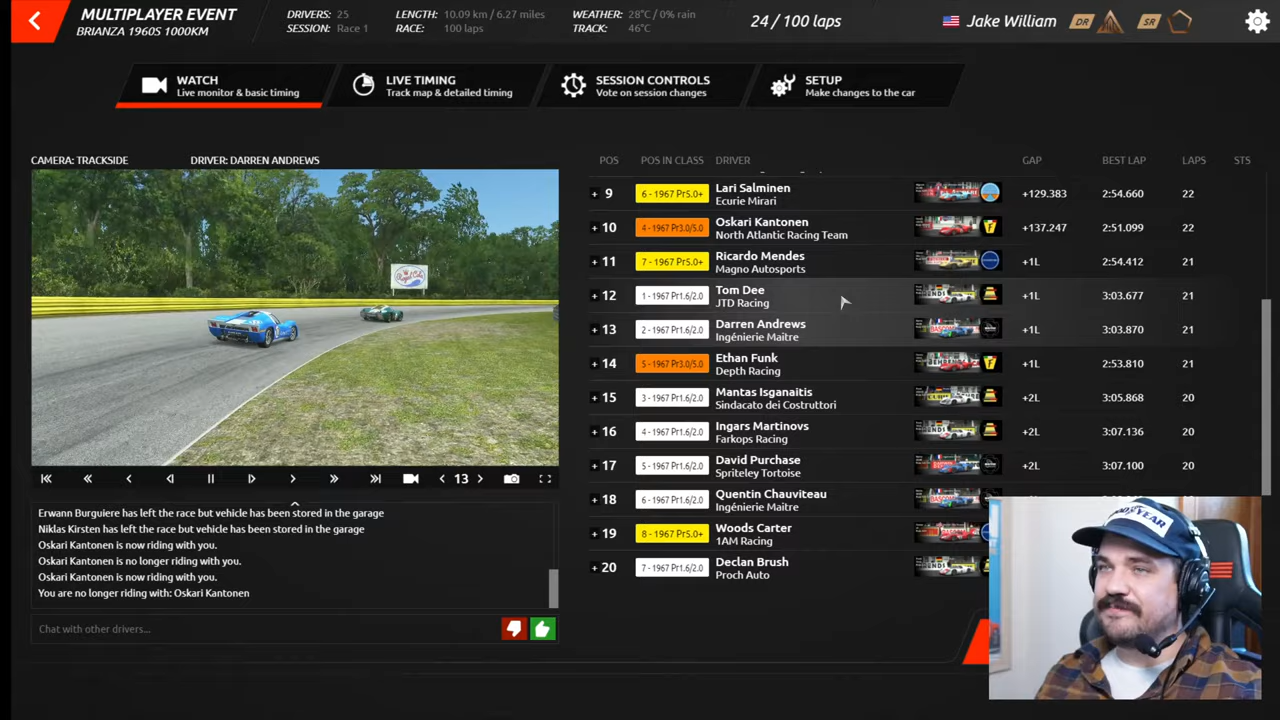 MULTIPLAYER EVENT
BRIANZA 1960S 1000KM
DRIVERS: 25
SESSION: Race 1
LENGTH: 10.09 km / 6.27 miles
RACE: 100 laps
WEATHER: 28°C / 0% rain
TRACK: 46°C
24 / 100 laps
Jake William
DR
SR
WATCH
Live monitor & basic timing
LIVE TIMING
Track map & detailed timing
SESSION CONTROLS
Vote on session changes
SETUP
Make changes to the car
CAMERA: TRACKSIDE DRIVER: DARREN ANDREWS
13
Erwann Burguiere has left the race but vehicle has been stored in the garage
Niklas Kirsten has left the race but vehicle has been stored in the garage
Oskari Kantonen is now riding with you.
Oskari Kantonen is no longer riding with you.
Oskari Kantonen is now riding with you.
You are no longer riding with: Oskari Kantonen
Chat with other drivers...
POS POS IN CLASS DRIVER GAP BEST LAP LAPS STS
+ 9 6 - 1967 Pr5.0+ Lari Salminen +129.383 2:54.660 22
Ecurie Mirari
+ 10 4 - 1967 Pr3.0/5.0 Oskari Kantonen +137.247 2:51.099 22
North Atlantic Racing Team
+ 11 7 - 1967 Pr5.0+ Ricardo Mendes +1L 2:54.412 21
Magno Autosports
+ 12 1 - 1967 Pr1.6/2.0 Tom Dee +1L 3:03.677 21
JTD Racing
+ 13 2 - 1967 Pr1.6/2.0 Darren Andrews +1L 3:03.870 21
Ingénierie Maitre
+ 14 5 - 1967 Pr3.0/5.0 Ethan Funk +1L 2:53.810 21
Depth Racing
+ 15 3 - 1967 Pr1.6/2.0 Mantas Isganaitis +2L 3:05.868 20
Sindacato dei Costruttori
+ 16 4 - 1967 Pr1.6/2.0 Ingars Martinovs +2L 3:07.136 20
Farkops Racing
+ 17 5 - 1967 Pr1.6/2.0 David Purchase +2L 3:07.100 20
Spriteley Tortoise
+ 18 6 - 1967 Pr1.6/2.0 Quentin Chauviteau
Ingénierie Maitre
+ 19 8 - 1967 Pr5.0+ Woods Carter
1AM Racing
+ 20 7 - 1967 Pr1.6/2.0 Declan Brush
Proch Auto
GOODYEAR